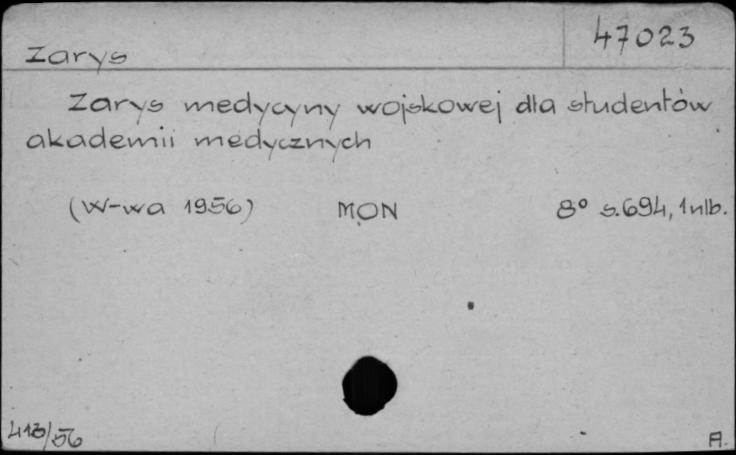 47023
Zarys
Zarys medycyny wojskowej dla studentów
akademii medycznych
(W-wa 1956) MON 8° s.694, 1 nlb.
413/56 A.